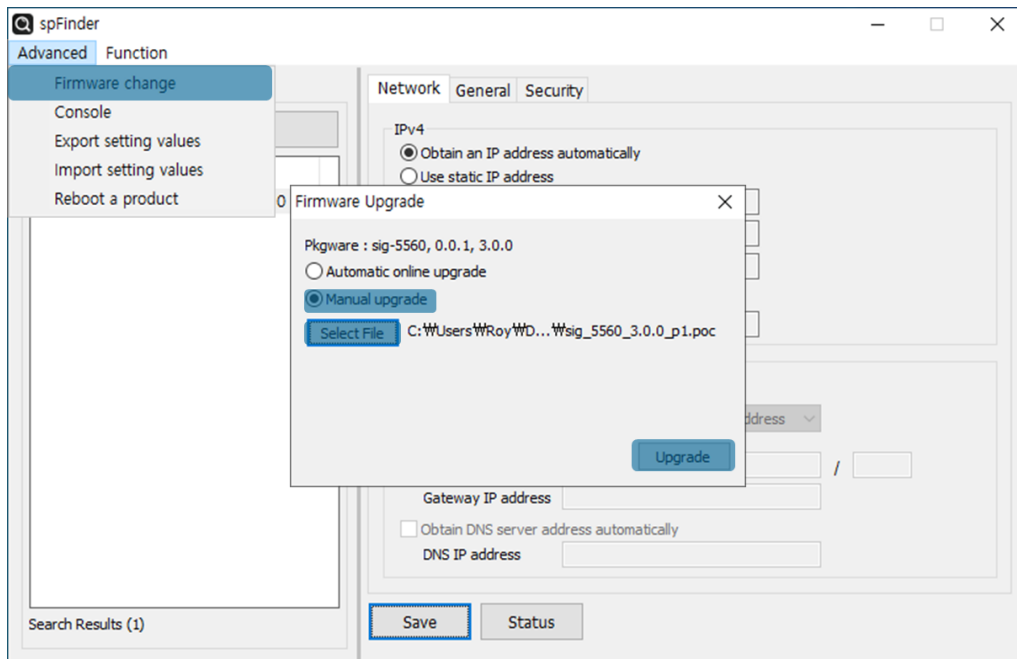 spFinder
Advanced Function
Firmware change
Console
Export setting values
Import setting values
Reboot a product
0
Search Results (1)
Network General Security
IPv4
Obtain an IP address automatically
Use static IP address
Firmware Upgrade
Pkgware : sig-5560, 0.0.1, 3.0.0
Automatic online upgrade
Manual upgrade
Select File C:₩Users₩Roy₩D...₩sig_5560_3.0.0_p1.poc
Upgrade
ddress
/
Gateway IP address
Obtain DNS server address automatically
DNS IP address
Save Status